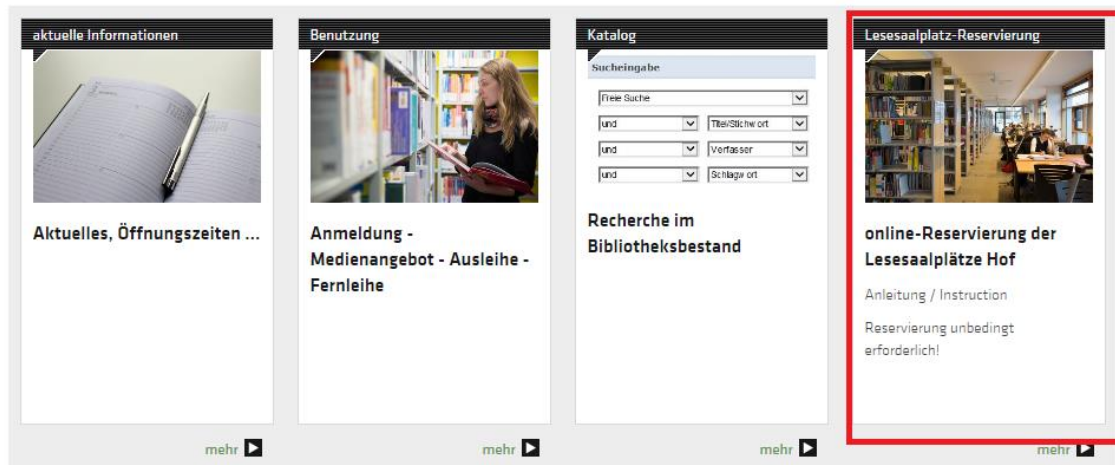 aktuelle Informationen
Aktuelles, Öffnungszeiten ...
mehr
Benutzung
Anmeldung -
Medienangebot - Ausleihe -
Fernleihe
mehr
Katalog
Sucheingabe
Freie Suche
und Titel/Stichwort
und Verfasser
und Schlagwort
Recherche im
Bibliotheksbestand
mehr
Lesesaalplatz-Reservierung
online-Reservierung der
Lesesaalplätze Hof
Anleitung / Instruction
Reservierung unbedingt
erforderlich!
mehr